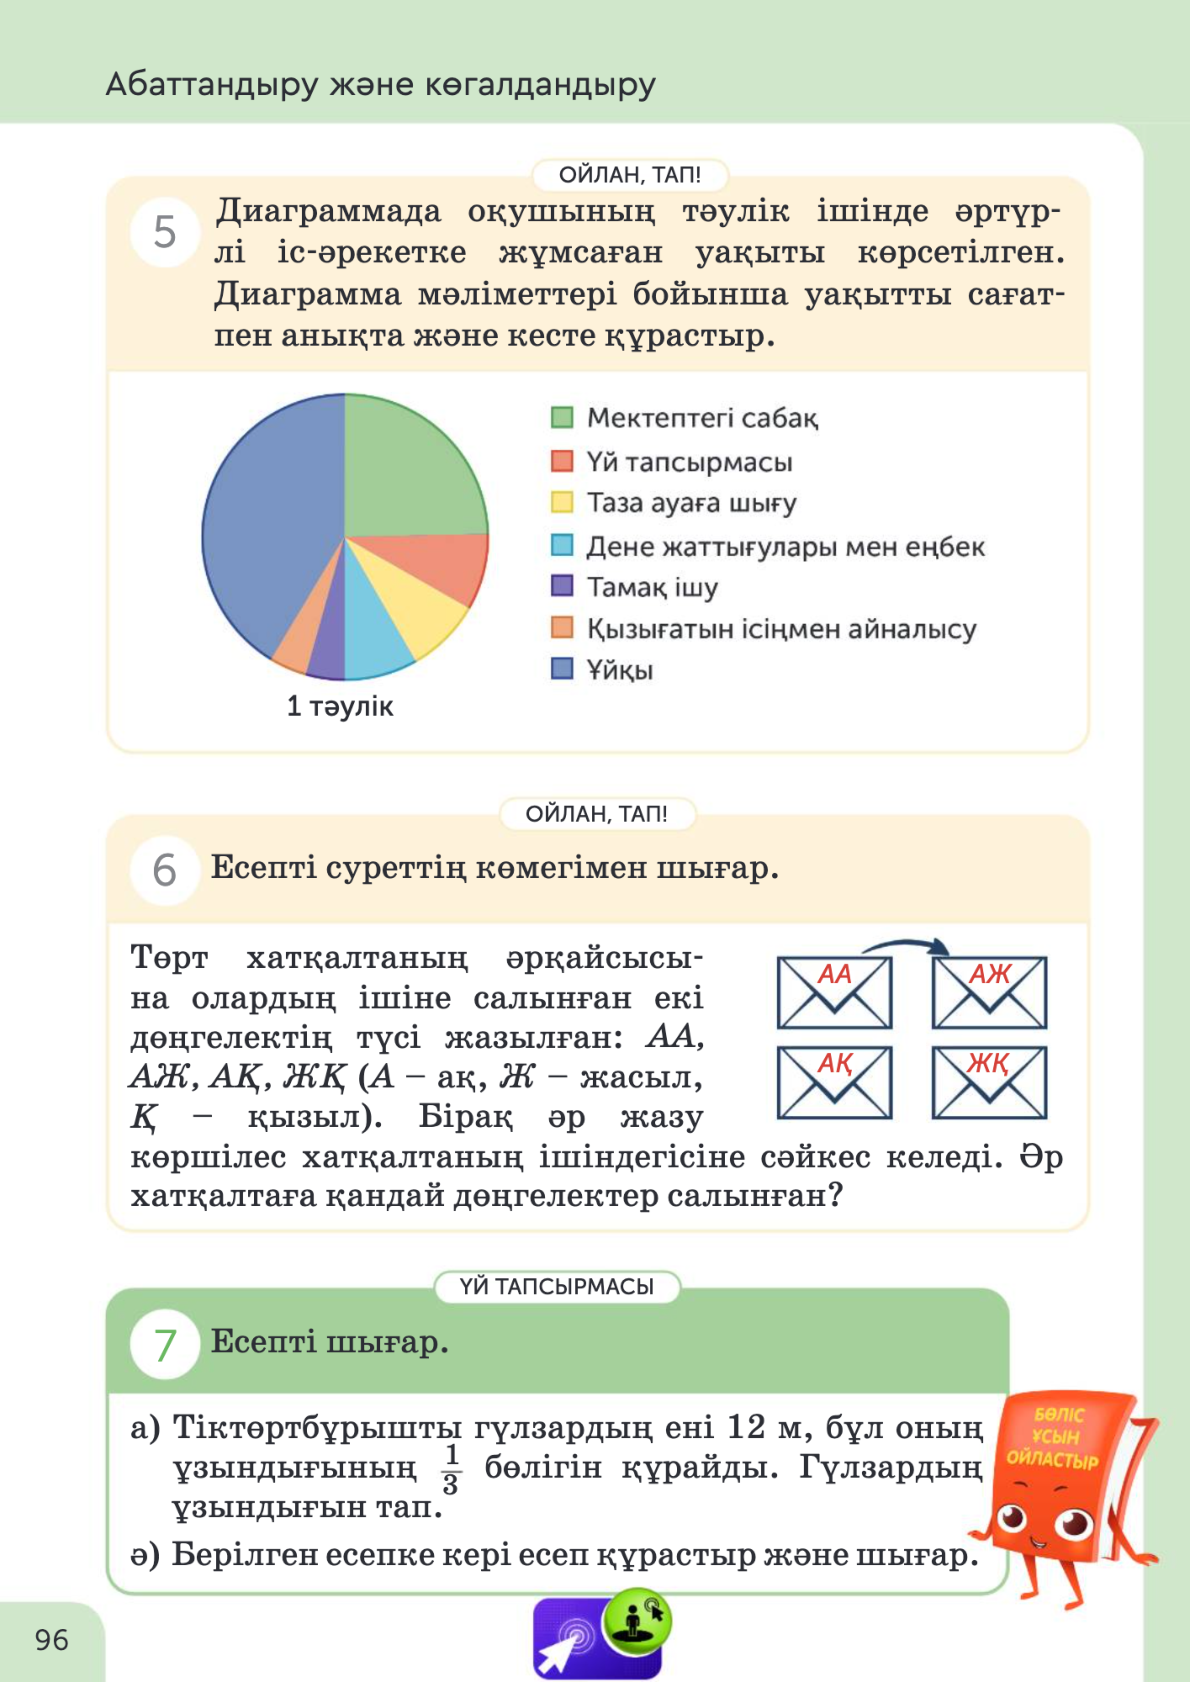 Абаттандыру және көгалдандыру
ОЙЛАН, ТАП!
5
Диаграммада оқушының тәулік ішінде әртүр-
лі іс-әрекетке жұмсаған уақыты көрсетілген.
Диаграмма мәліметтері бойынша уақытты сағат-
пен анықта және кесте құрастыр.
Мектептегі сабақ
Үй тапсырмасы
Таза ауаға шығу
Дене жаттығулары мен еңбек
Тамақ ішу
Қызығатын ісіңмен айналысу
Ұйқы
1 тәулік
ОЙЛАН, ТАП!
6
Есепті суреттің көмегімен шығар.
Төрт хатқалтаның әрқайсысы-
на олардың ішіне салынған екі
дөңгелектің түсі жазылған: АА,
АЖ, АҚ, ЖҚ (А – ақ, Ж – жасыл,
Қ – қызыл). Бірақ әр жазу
көршілес хатқалтаның ішіндегісіне сәйкес келеді. Әр
хатқалтаға қандай дөңгелектер салынған?
АА АЖ
АҚ ЖҚ
ҮЙ ТАПСЫРМАСЫ
7
Есепті шығар.
а) Тіктөртбұрышты гүлзардың ені 12 м, бұл оның
ұзындығының 1/3 бөлігін құрайды. Гүлзардың
ұзындығын тап.
ә) Берілген есепке кері есеп құрастыр және шығар.
БӨЛІС
ҰСЫН
ОЙЛАСТЫР
96